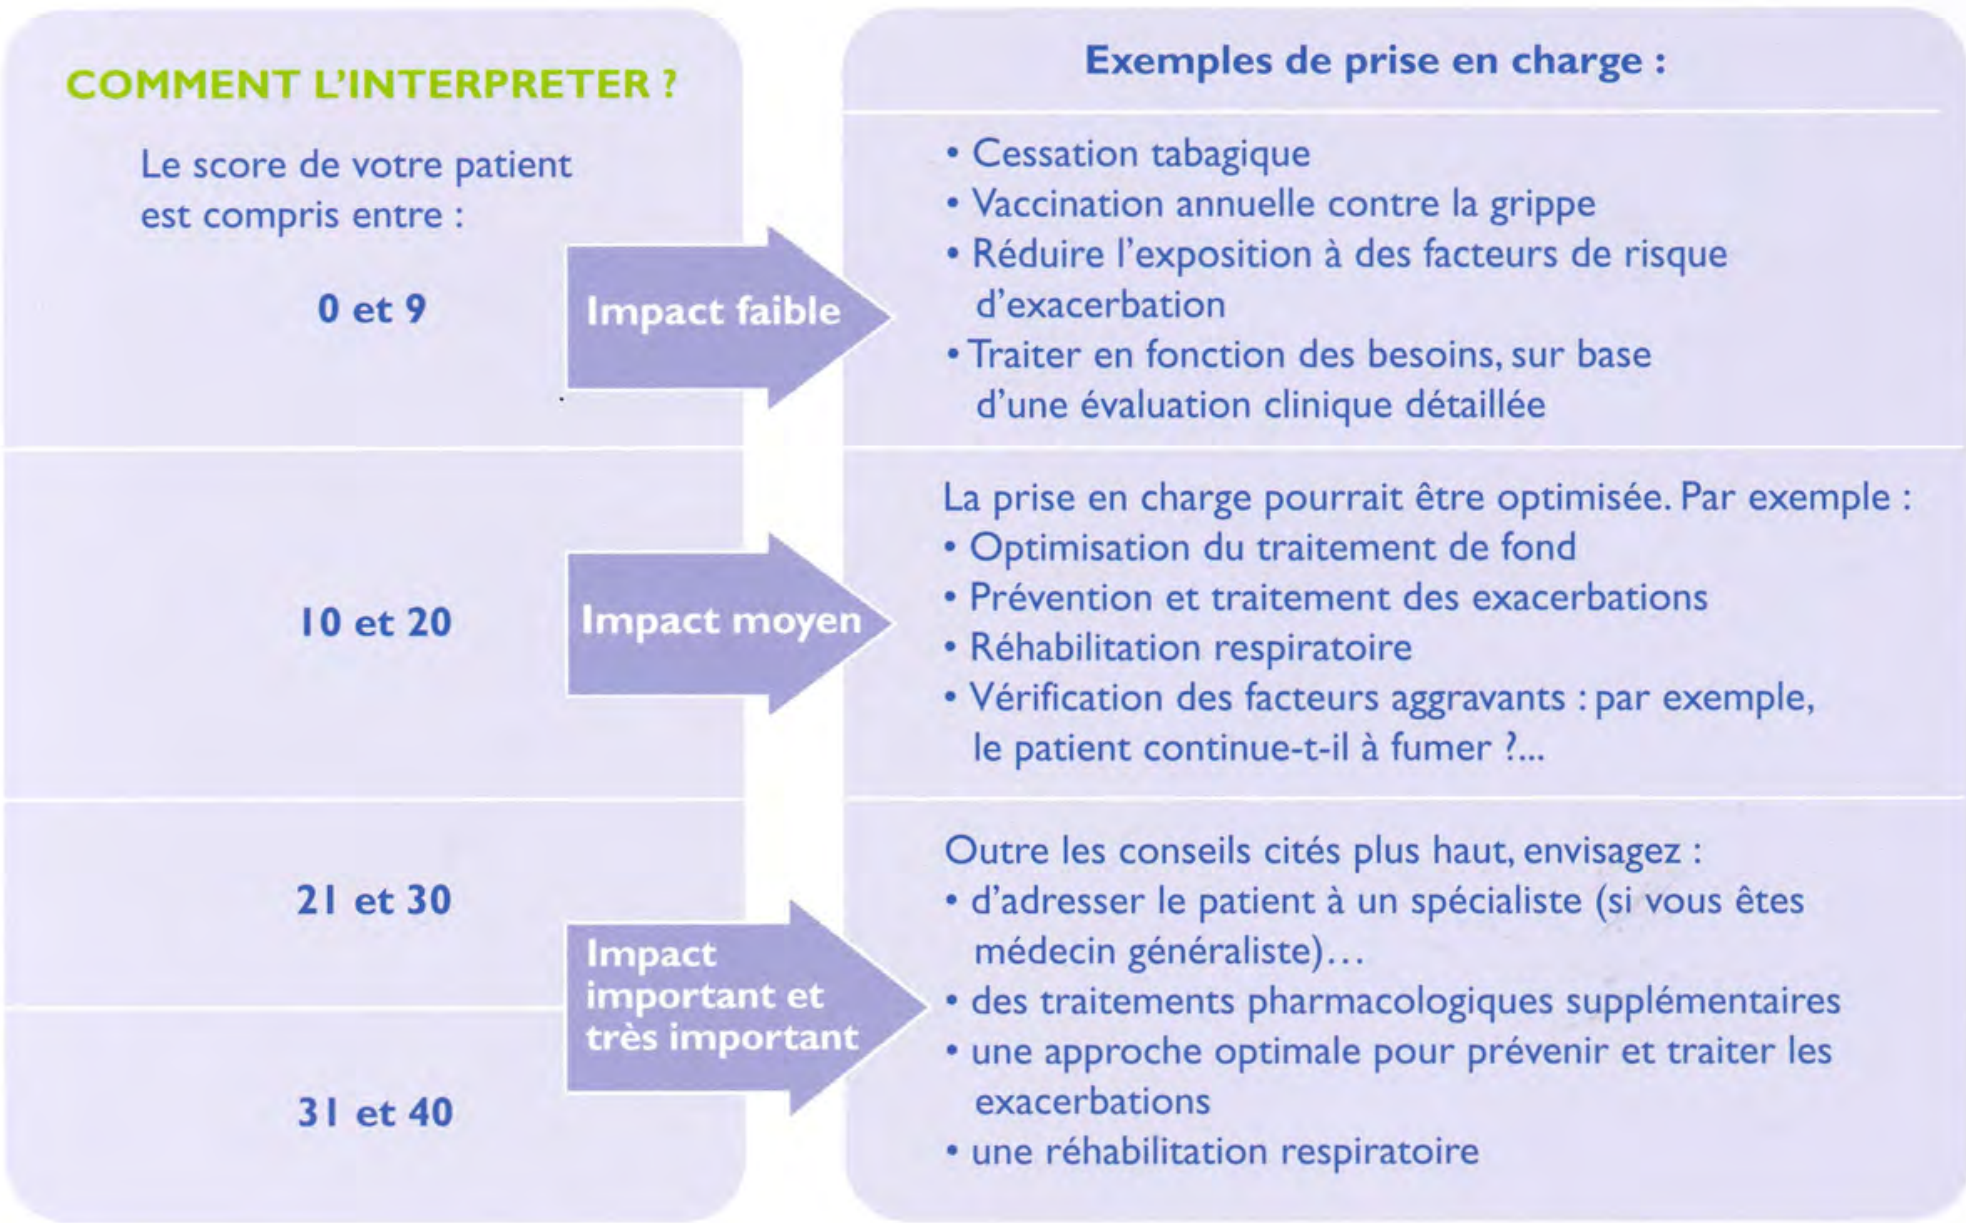 COMMENT L'INTERPRETER ?
Le score de votre patient
est compris entre :
0 et 9
Impact faible
Exemples de prise en charge :
• Cessation tabagique
• Vaccination annuelle contre la grippe
• Réduire l'exposition à des facteurs de risque
d'exacerbation
• Traiter en fonction des besoins, sur base
d'une évaluation clinique détaillée
10 et 20
Impact moyen
La prise en charge pourrait être optimisée. Par exemple :
• Optimisation du traitement de fond
• Prévention et traitement des exacerbations
• Réhabilitation respiratoire
• Vérification des facteurs aggravants : par exemple,
le patient continue-t-il à fumer ?...
21 et 30
31 et 40
Impact
important et
très important
Outre les conseils cités plus haut, envisagez :
• d'adresser le patient à un spécialiste (si vous êtes
médecin généraliste)...
• des traitements pharmacologiques supplémentaires
• une approche optimale pour prévenir et traiter les
exacerbations
• une réhabilitation respiratoire